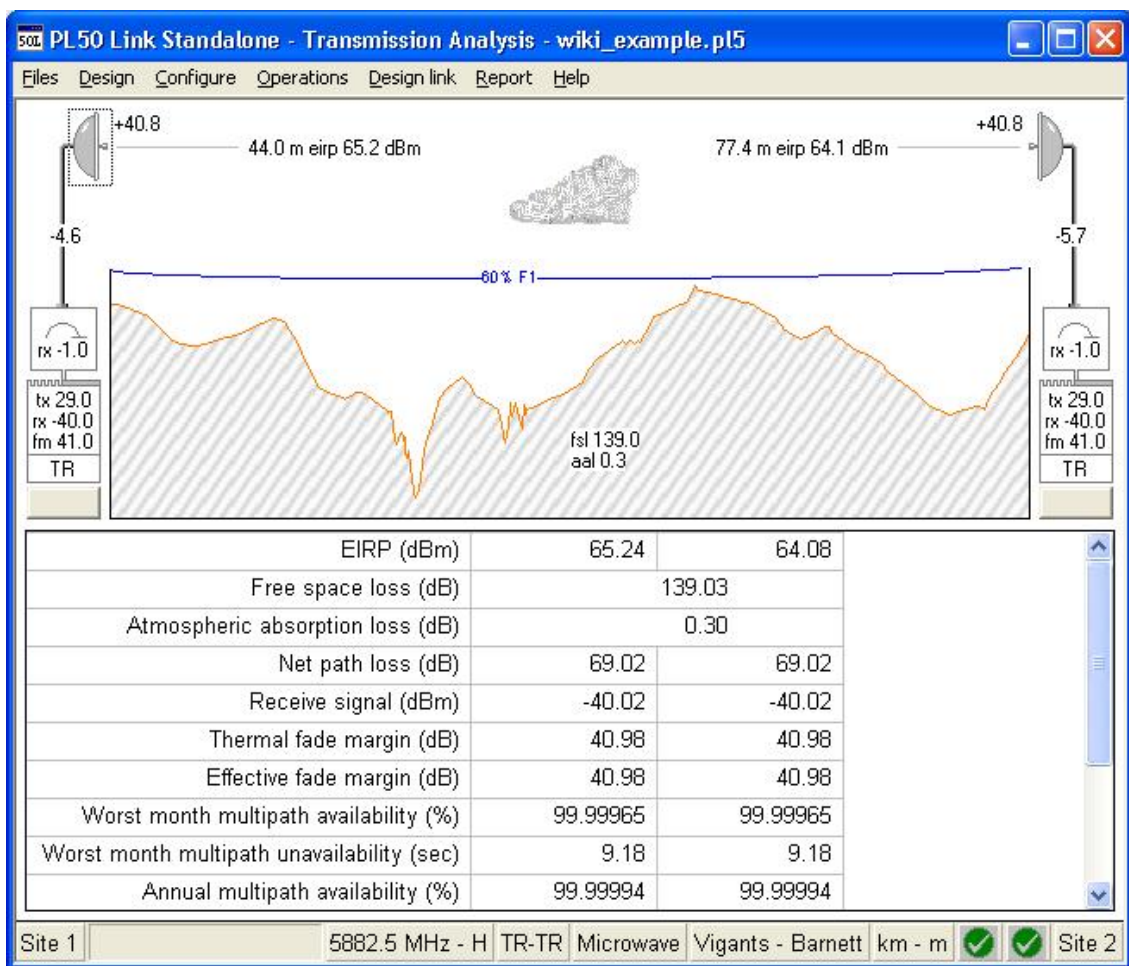 SOL PL50 Link Standalone - Transmission Analysis - wiki_example.pl5
Files Design Configure Operations Design link Report Help
+40.8 +40.8
44.0 m eirp 65.2 dBm 77.4 m eirp 64.1 dBm
-4.6 -5.7
60% F1
rx -1.0 rx -1.0
tx 29.0 tx 29.0
rx -40.0 rx -40.0
fm 41.0 fm 41.0
fsl 139.0
aal 0.3
TR TR
EIRP (dBm) 65.24 64.08
Free space loss (dB) 139.03
Atmospheric absorption loss (dB) 0.30
Net path loss (dB) 69.02 69.02
Receive signal (dBm) -40.02 -40.02
Thermal fade margin (dB) 40.98 40.98
Effective fade margin (dB) 40.98 40.98
Worst month multipath availability (%) 99.99965 99.99965
Worst month multipath unavailability (sec) 9.18 9.18
Annual multipath availability (%) 99.99994 99.99994
Site 1 5882.5 MHz - H TR-TR Microwave Vigants - Barnett km - m Site 2